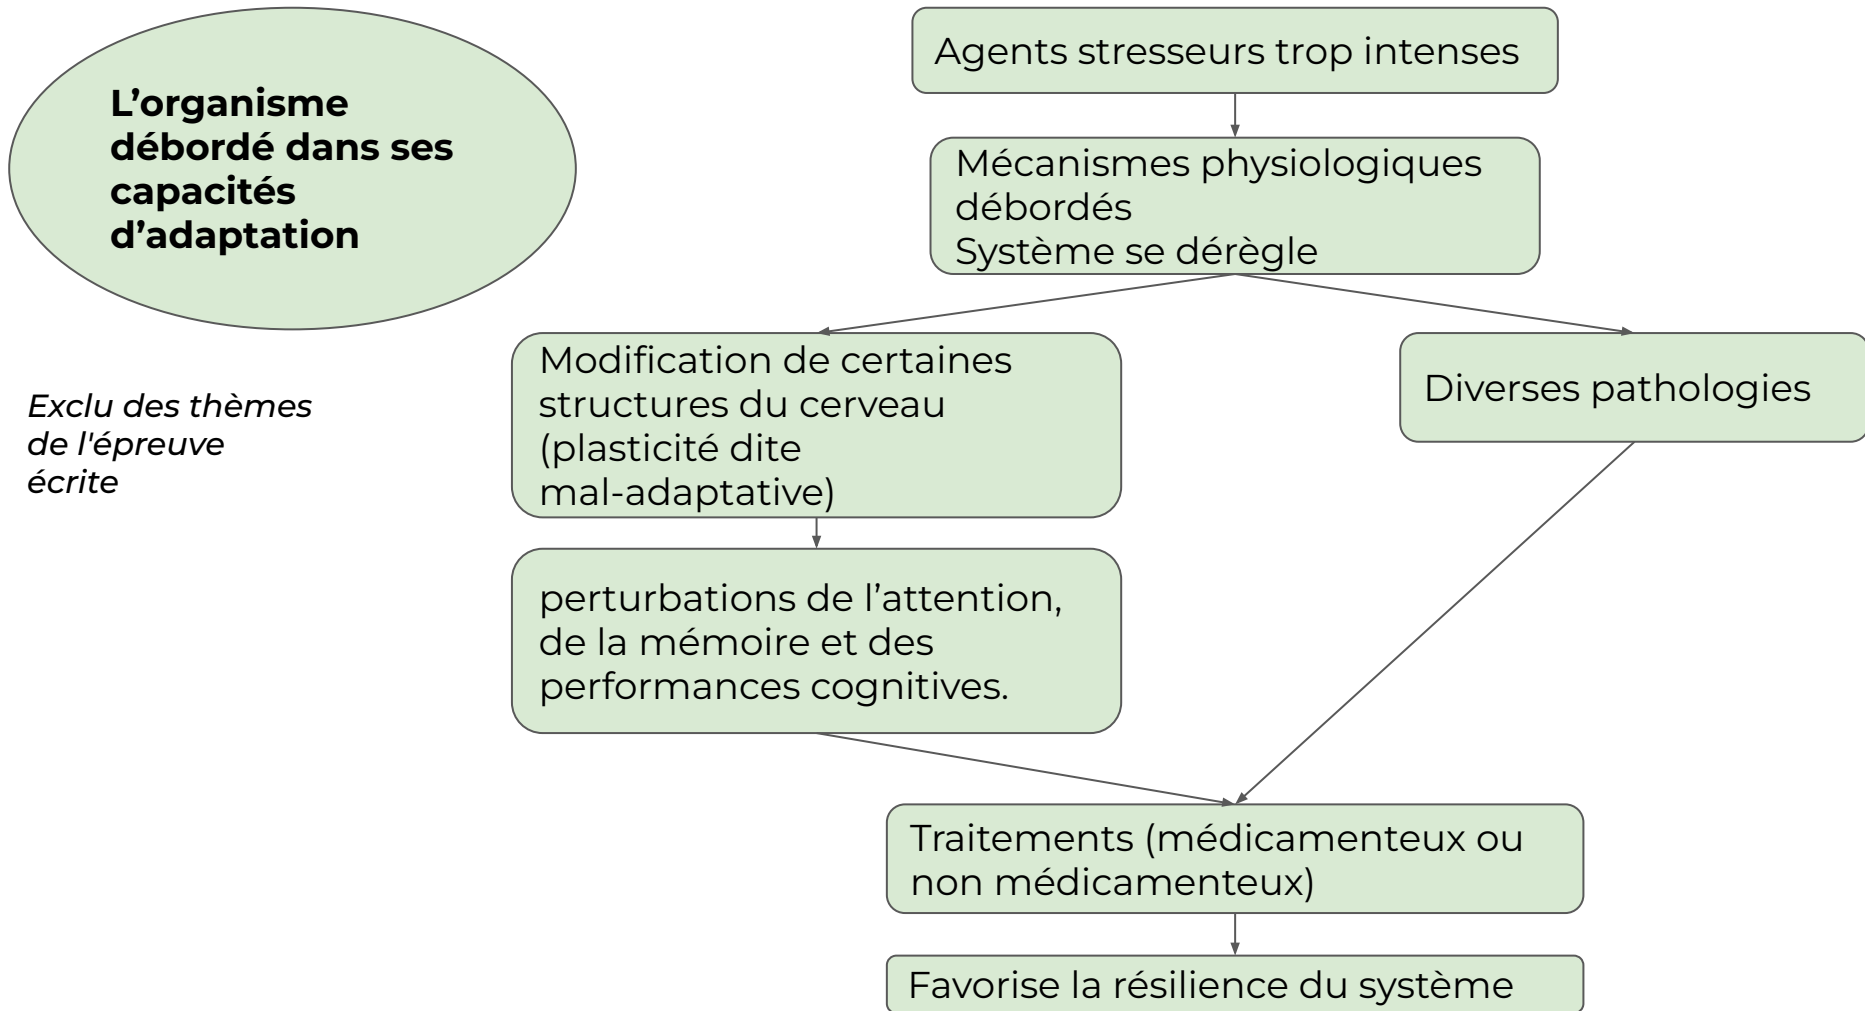 L’organisme
débordé dans ses
capacités
d’adaptation
Exclu des thèmes
de l'épreuve
écrite
Agents stresseurs trop intenses
Mécanismes physiologiques
débordés
Système se dérègle
Modification de certaines
structures du cerveau
(plasticité dite
mal-adaptative)
Diverses pathologies
perturbations de l’attention,
de la mémoire et des
performances cognitives.
Traitements (médicamenteux ou
non médicamenteux)
Favorise la résilience du système